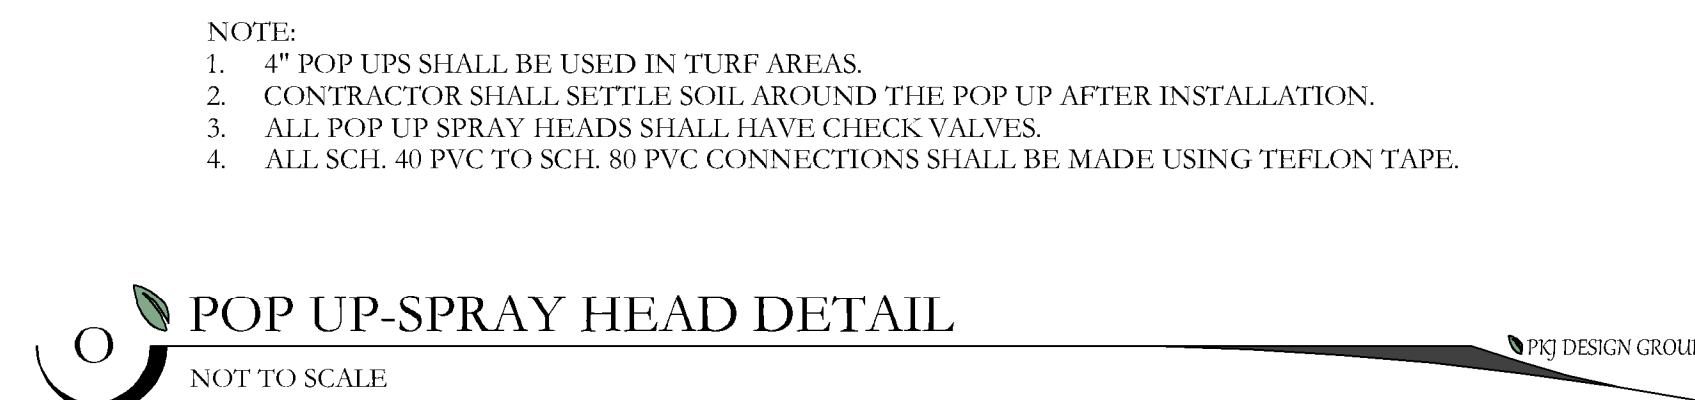 NOTE:
1. 4" POP UPS SHALL BE USED IN TURF AREAS.
2. CONTRACTOR SHALL SETTLE SOIL AROUND THE POP UP AFTER INSTALLATION.
3. ALL POP UP SPRAY HEADS SHALL HAVE CHECK VALVES.
4. ALL SCH. 40 PVC TO SCH. 80 PVC CONNECTIONS SHALL BE MADE USING TEFLON TAPE.
O
POP UP-SPRAY HEAD DETAIL
NOT TO SCALE
PKJ DESIGN GROUP